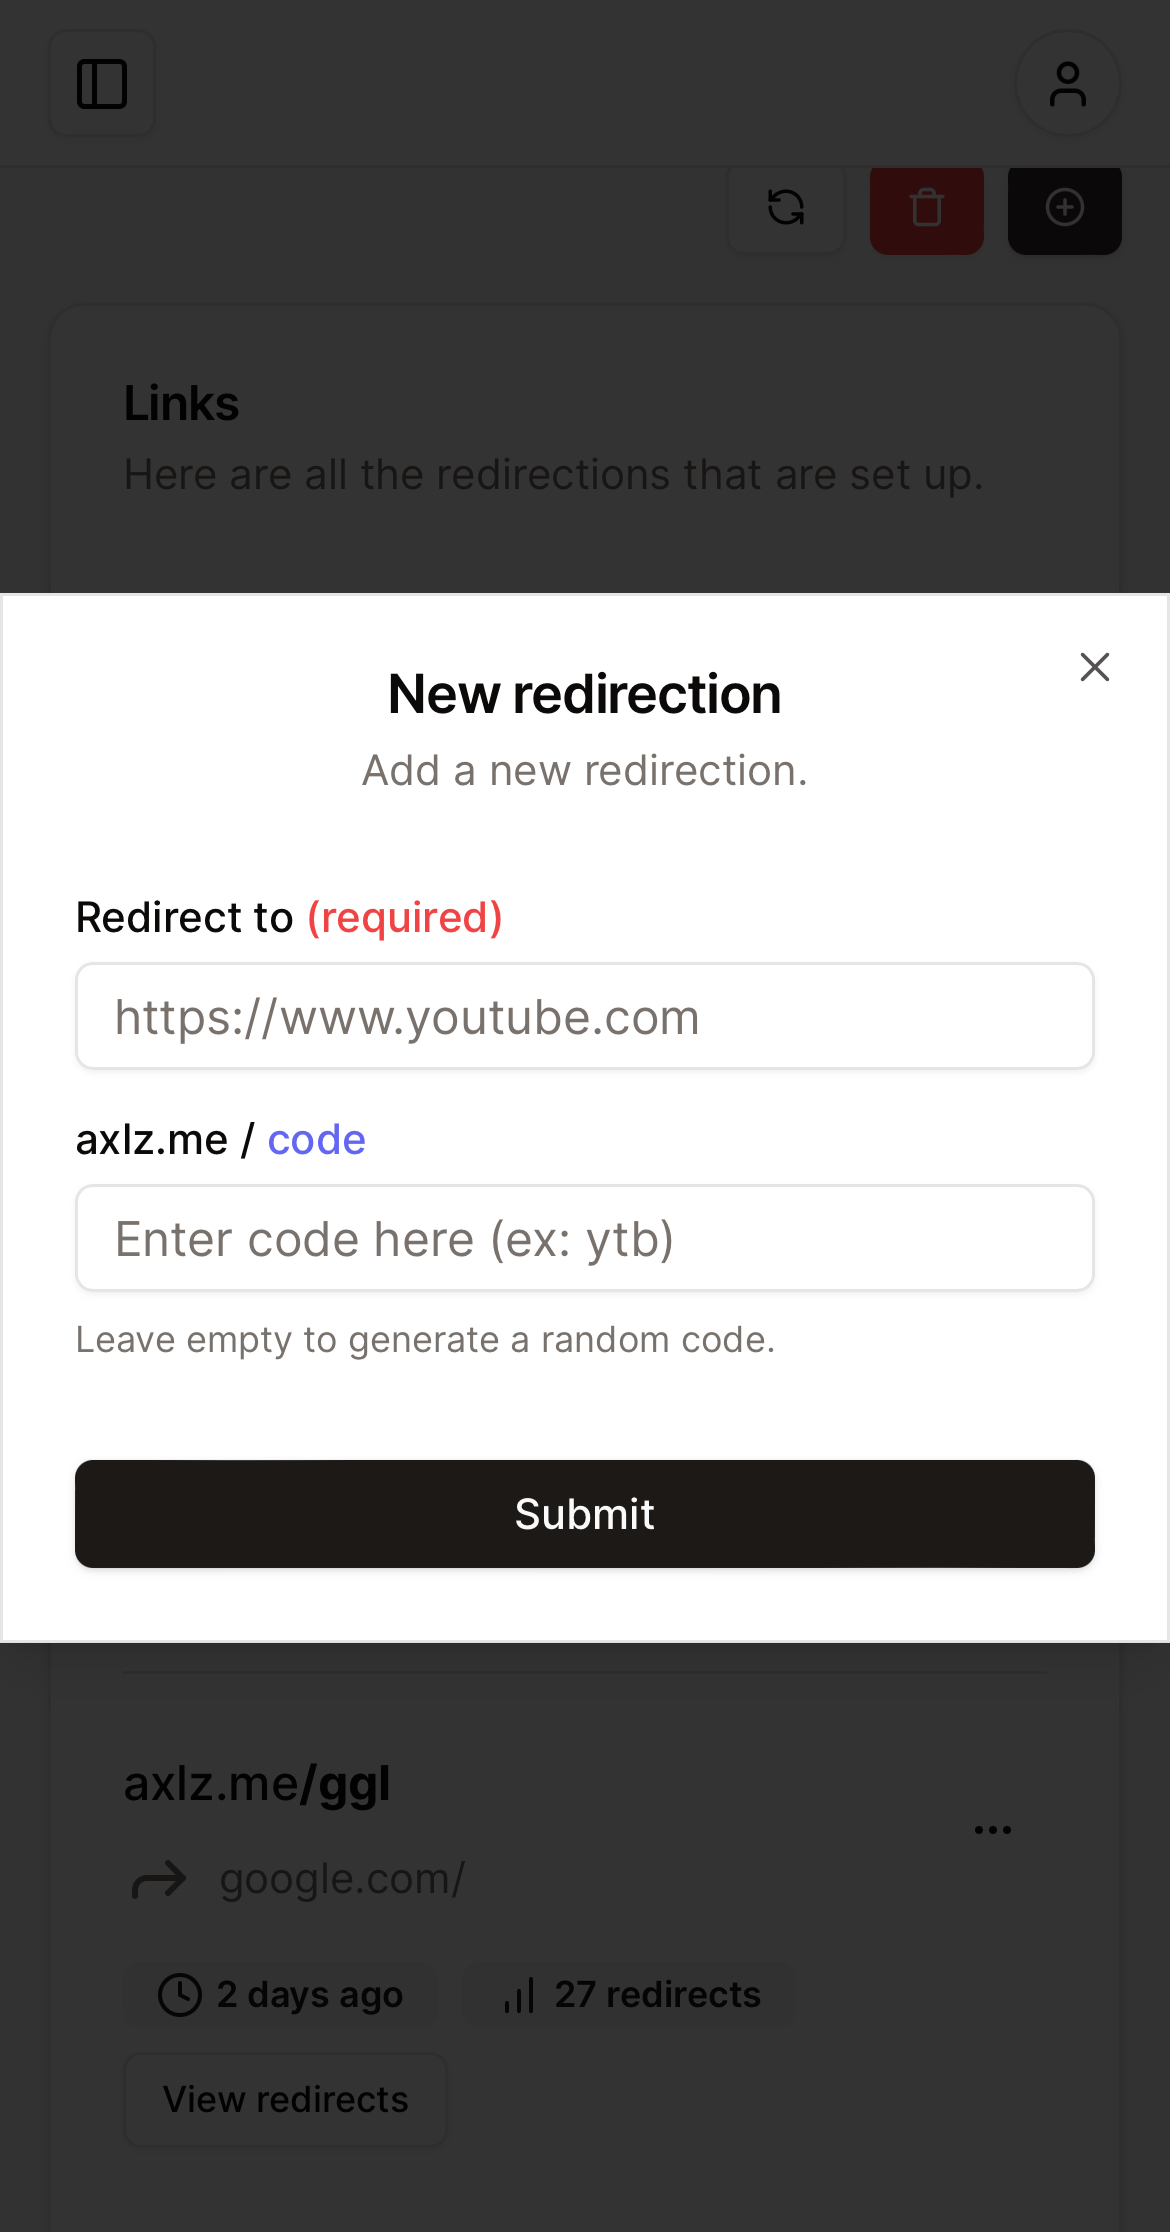 Links
Here are all the redirections that are set up.
New redirection
Add a new redirection.
Redirect to (required)
https://www.youtube.com
axlz.me / code
Enter code here (ex: ytb)
Leave empty to generate a random code.
Submit
axlz.me/ggl
google.com/
2 days ago
27 redirects
View redirects